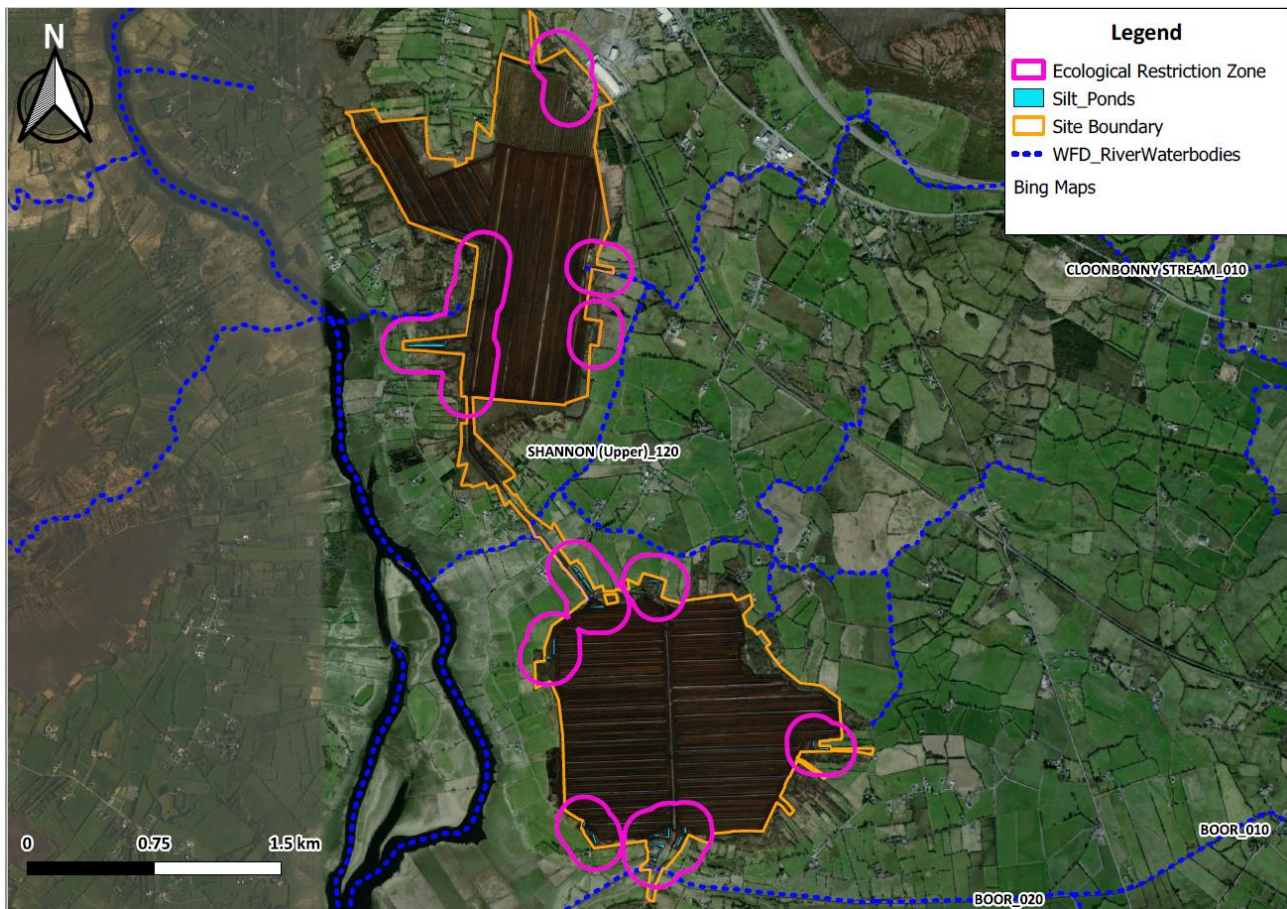 N
Legend
Ecological Restriction Zone
Silt_Ponds
Site Boundary
WFD_RiverWaterbodies
Bing Maps
CLOONBONNY STREAM_010
SHANNON (Upper)_120
BOOR_010
BOOR_020
0 0.75 1.5 km